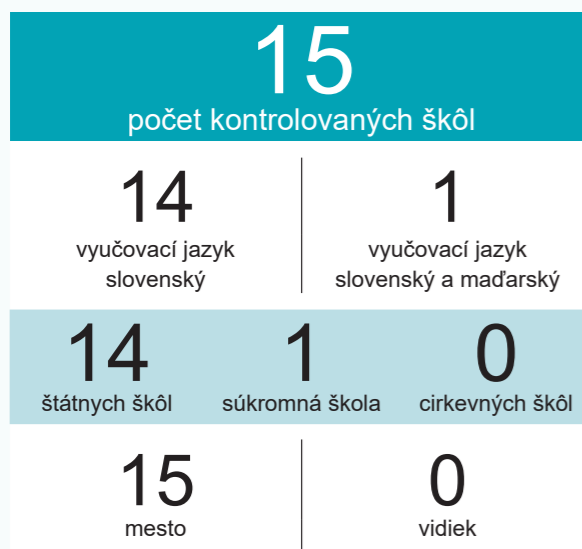 15
počet kontrolovaných škôl
14
vyučovací jazyk
slovenský
1
vyučovací jazyk
slovenský a maďarský
14
štátnych škôl
1
súkromná škola
0
cirkevných škôl
15
mesto
0
vidiek